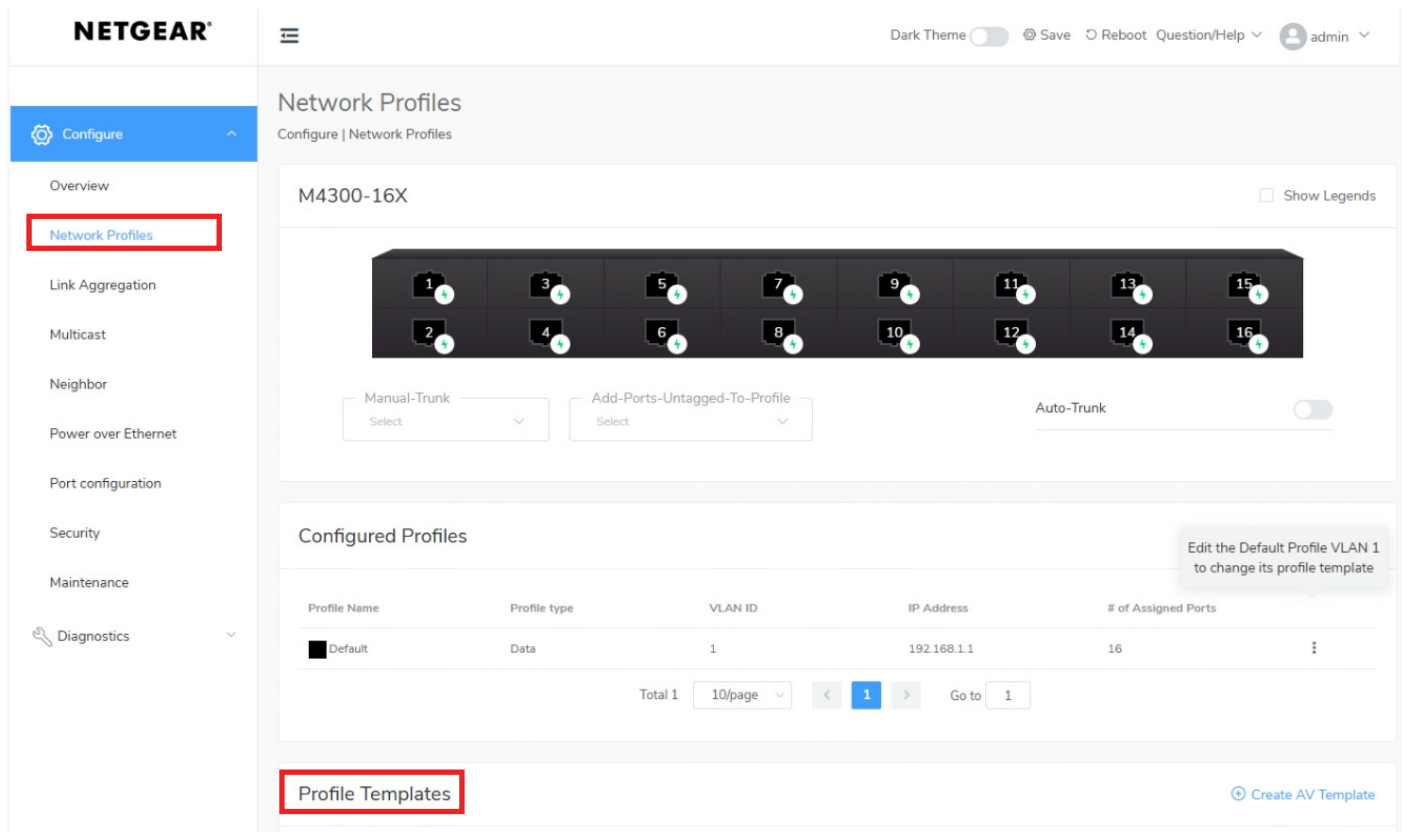 NETGEAR®
Dark Theme Save Reboot Question/Help admin
Configure
Overview
Network Profiles
Link Aggregation
Multicast
Neighbor
Power over Ethernet
Port configuration
Security
Maintenance
Diagnostics
Network Profiles
Configure | Network Profiles
M4300-16X Show Legends
1 3 5 7 9 11 13 15
2 4 6 8 10 12 14 16
Manual-Trunk Add-Ports-Untagged-To-Profile
Select Select Auto-Trunk
Configured Profiles
Edit the Default Profile VLAN 1
to change its profile template
Profile Name Profile type VLAN ID IP Address # of Assigned Ports
Default Data 1 192.168.1.1 16
Total 1 10/page < 1 > Go to 1
Profile Templates Create AV Template